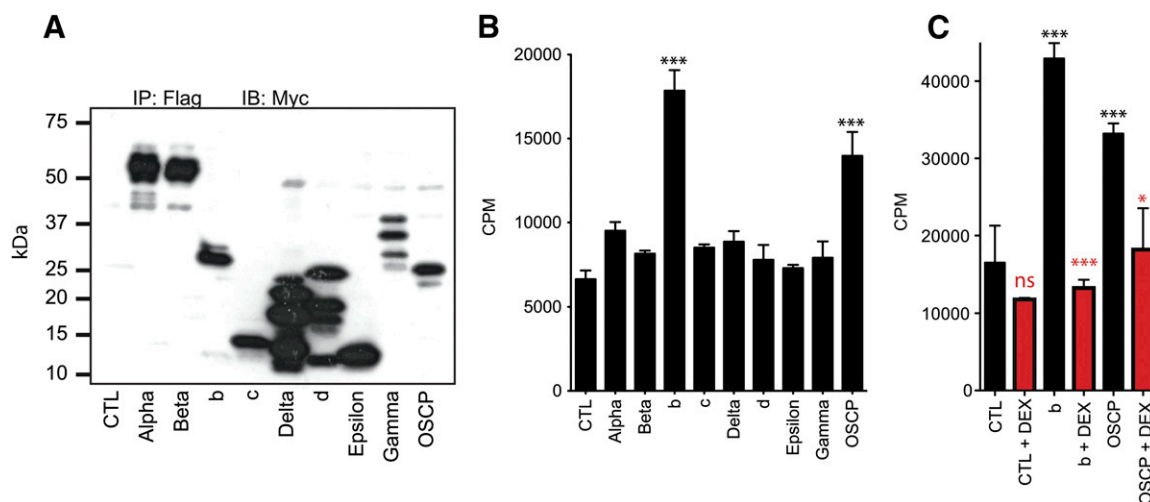 A
IP: Flag IB: Myc
kDa
75
50
37
25
20
15
10
CTL
Alpha
Beta
b
c
Delta
d
Epsilon
Gamma
OSCP
B
CPM
20000
15000
10000
5000
0
***
***
CTL
Alpha
Beta
b
c
Delta
d
Epsilon
Gamma
OSCP
C
CPM
40000
30000
20000
10000
0
ns
***
***
***
*
CTL
CTL + DEX
b
b + DEX
OSCP
OSCP + DEX